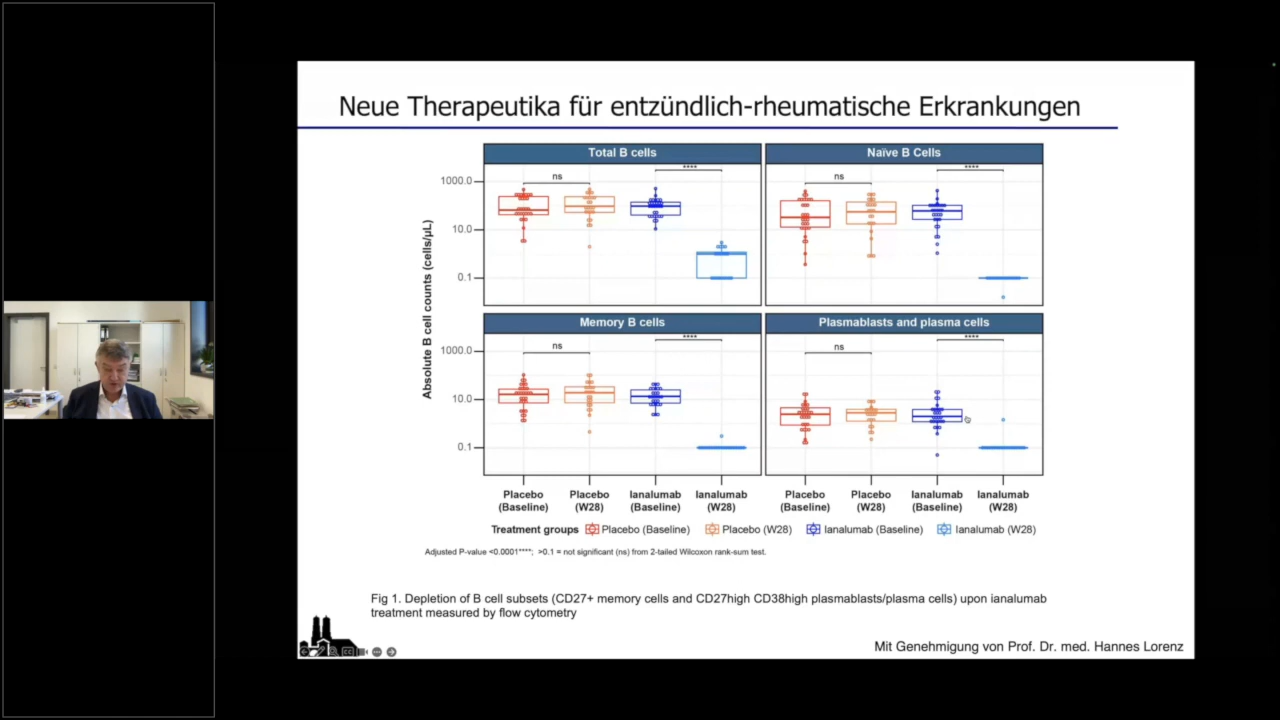 Neue Therapeutika für entzündlich-rheumatische Erkrankungen
Total B cells
Naïve B Cells
ns
****
ns
****
1000.0
10.0
0.1
Absolute B cell counts (cells/µL)
Memory B cells
Plasmablasts and plasma cells
ns
****
ns
****
1000.0
10.0
0.1
Placebo Placebo Ianalumab Ianalumab Placebo Placebo Ianalumab Ianalumab
(Baseline) (W28) (Baseline) (W28) (Baseline) (W28) (Baseline) (W28)
Treatment groups Placebo (Baseline) Placebo (W28) Ianalumab (Baseline) Ianalumab (W28)
Adjusted P-value <0.0001****; >0.1 = not significant (ns) from 2-tailed Wilcoxon rank-sum test.
Fig 1. Depletion of B cell subsets (CD27+ memory cells and CD27high CD38high plasmablasts/plasma cells) upon ianalumab
treatment measured by flow cytometry
Mit Genehmigung von Prof. Dr. med. Hannes Lorenz